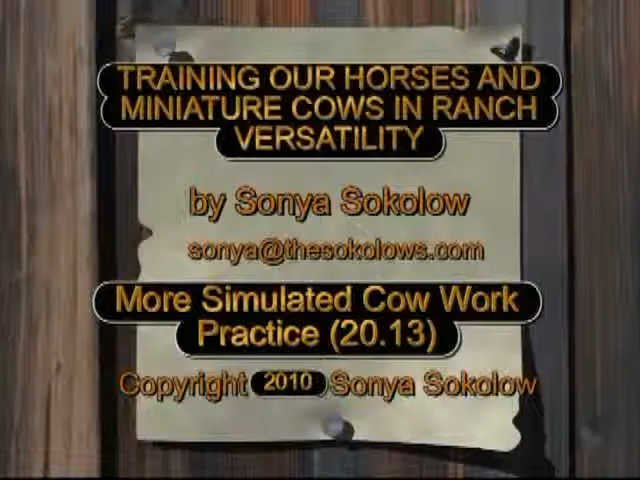 TRAINING OUR HORSES AND
MINIATURE COWS IN RANCH
VERSATILITY
by Sonya Sokolow
sonya@thesokolows.com
More Simulated Cow Work
Practice (20.13)
Copyright 2010 Sonya Sokolow